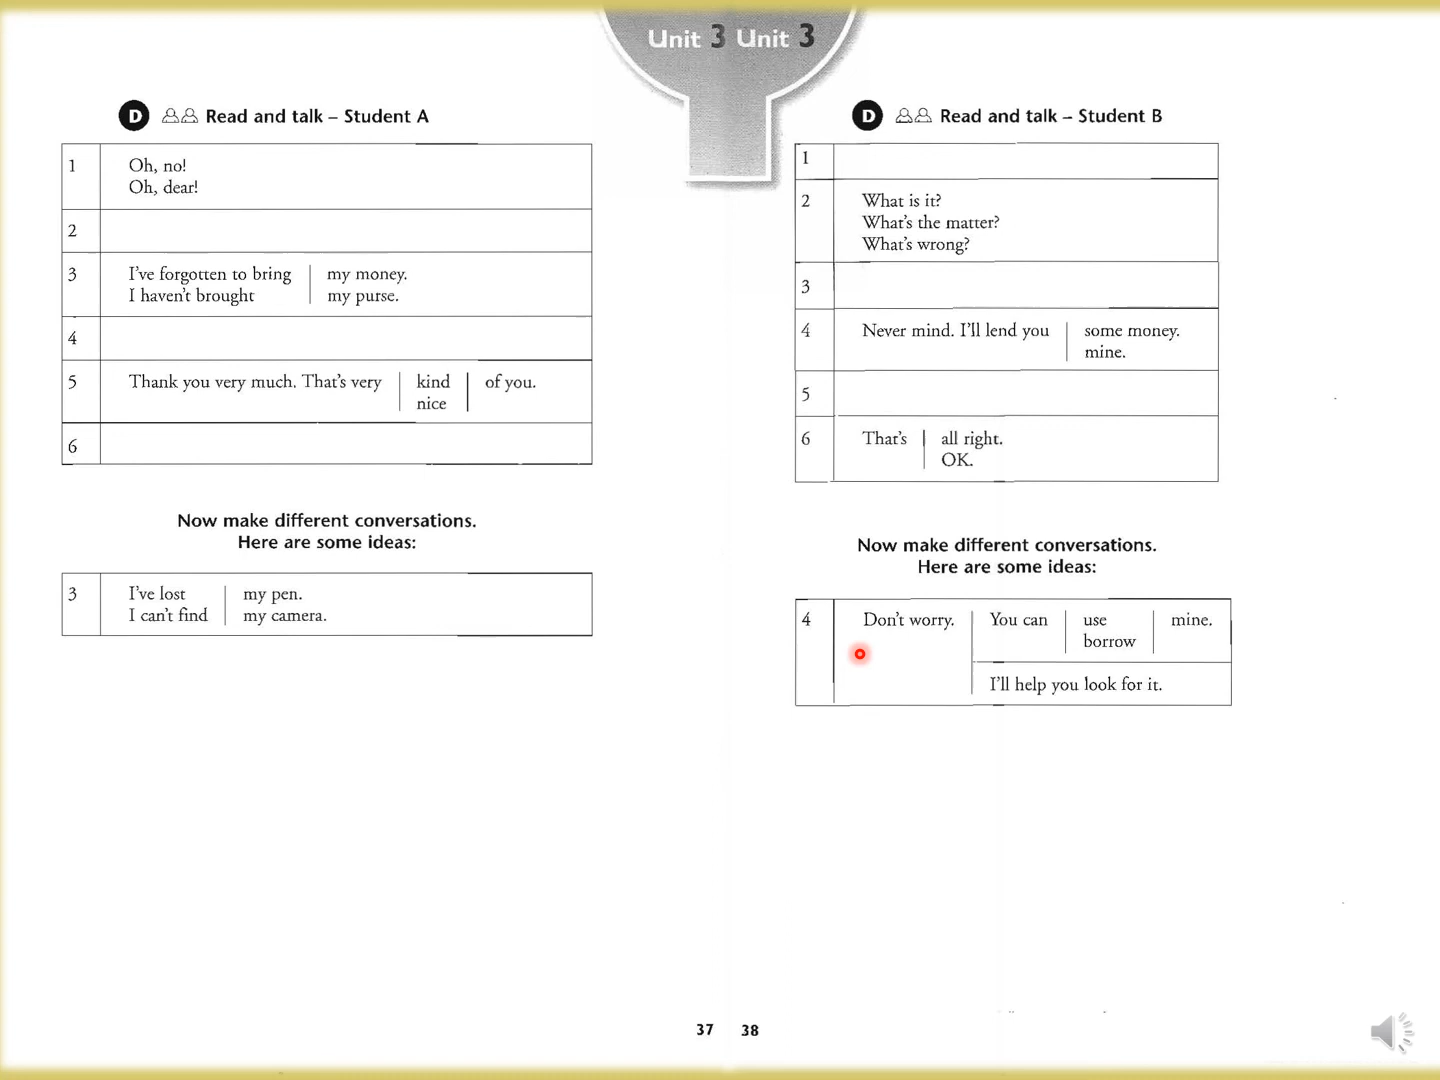 Unit 3 Unit 3
D Read and talk – Student A
1 Oh, no!
Oh, dear!
2
3 I've forgotten to bring my money.
I haven't brought my purse.
4
5 Thank you very much. That's very kind of you.
nice
6
Now make different conversations.
Here are some ideas:
3 I've lost my pen.
I can't find my camera.
37
D Read and talk – Student B
1
2 What is it?
What's the matter?
What's wrong?
3
4 Never mind. I'll lend you some money.
mine.
5
6 That's all right.
OK.
Now make different conversations.
Here are some ideas:
4 Don't worry. You can use mine.
borrow
I'll help you look for it.
38